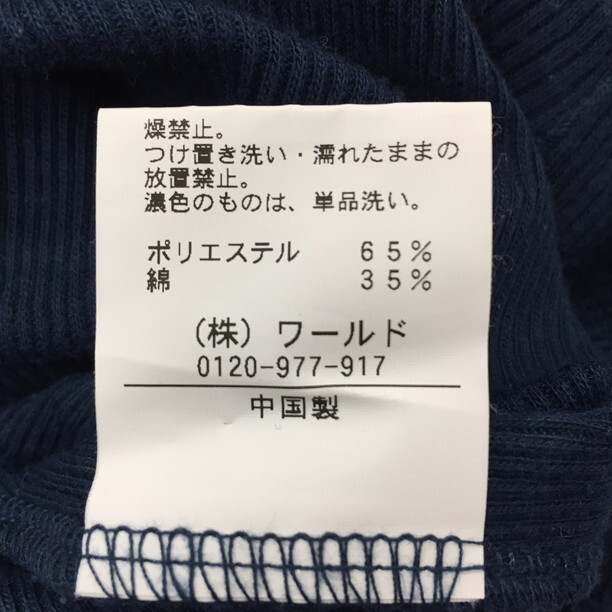 燥禁止。
つけ置き洗い・濡れたままの
放置禁止。
濃色のものは、単品洗い。
ポリエステル 65%
綿 35%
(株) ワールド
0120-977-917
中国製